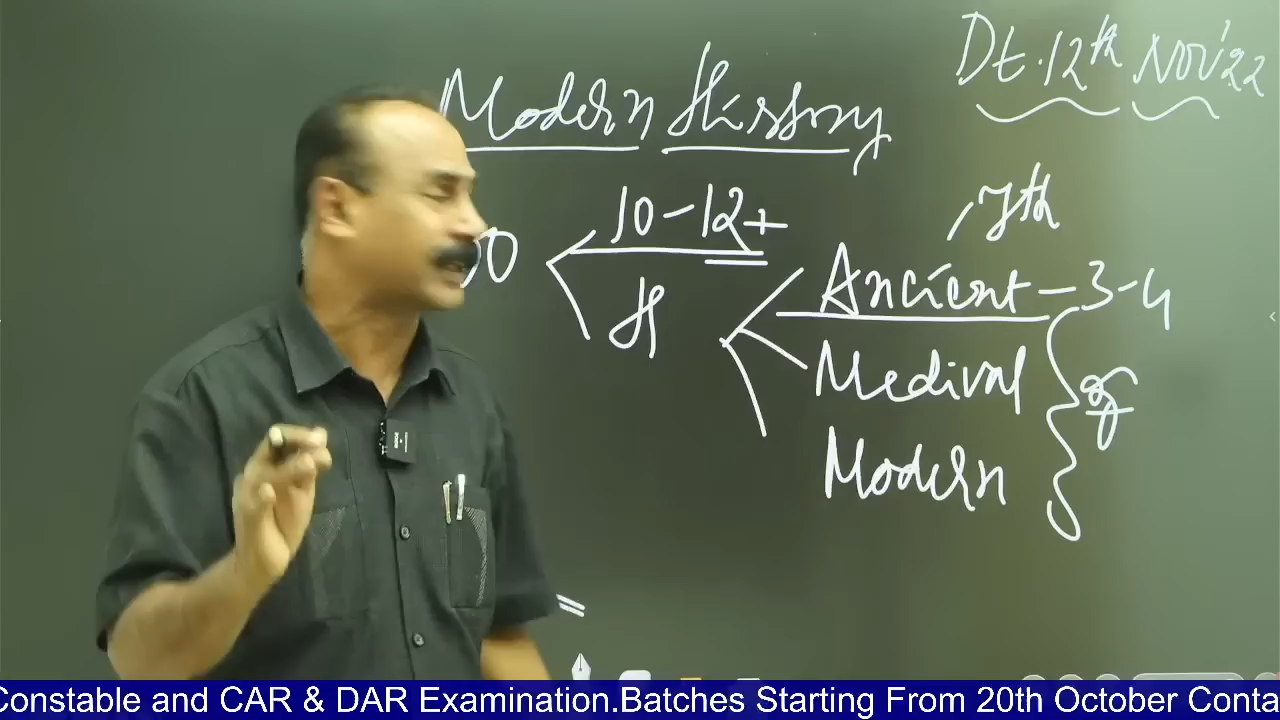 Dt. 12th Nov'22
Modern History
10-12+
7th
H
Ancient - 3-4
Medival
Modern
Constable and CAR & DAR Examination.Batches Starting From 20th October Conta